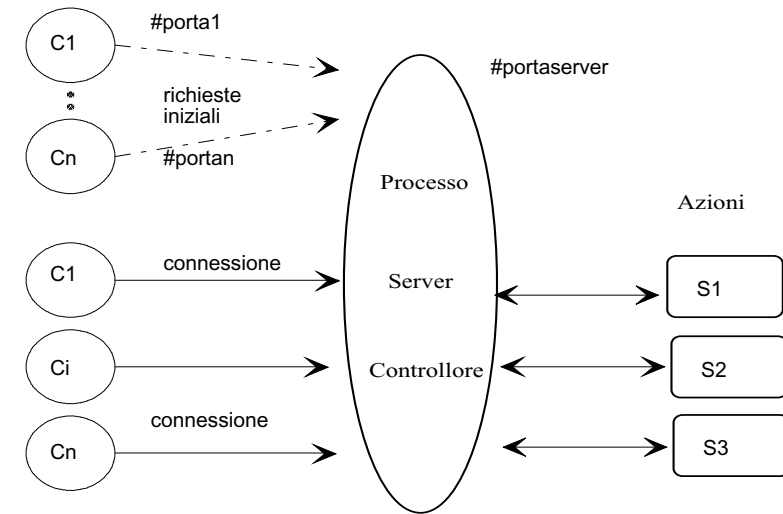 #porta1
C1
#portaserver
richieste
iniziali
Cn
#portan
Processo
Azioni
connessione
C1
Server
S1
Ci
Controllore
S2
connessione
Cn
S3